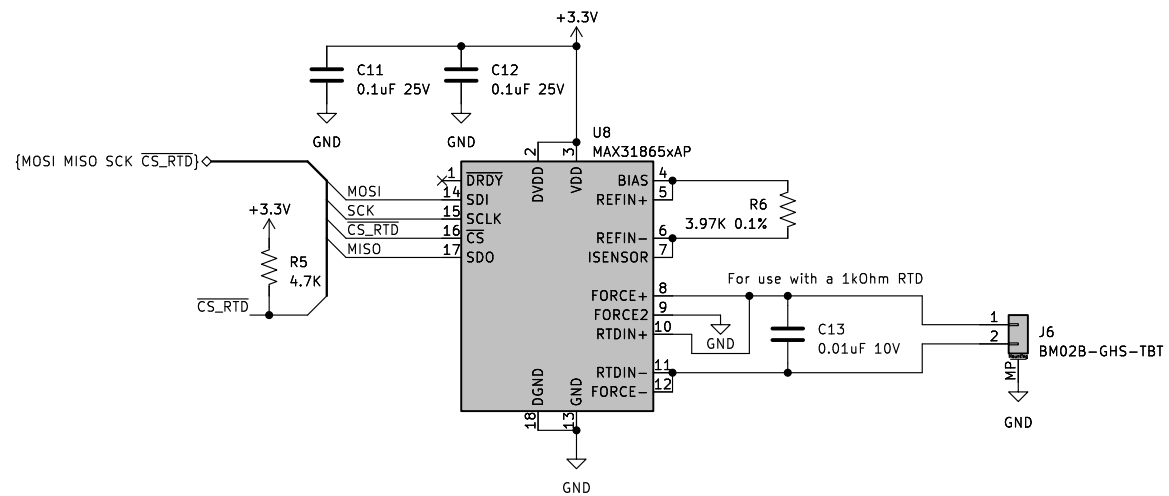 +3.3V
C11
0.1uF 25V
C12
0.1uF 25V
GND
GND
{MOSI MISO SCK CS_RTD}
U8
MAX31865xAP
2
3
DVDD
VDD
1
DRDY
14
SDI
15
SCLK
16
CS
17
SDO
MOSI
SCK
CS_RTD
MISO
+3.3V
R5
4.7K
CS_RTD
BIAS
4
REFIN+
5
REFIN-
6
ISENSOR
7
R6
3.97K 0.1%
For use with a 1kOhm RTD
FORCE+
8
FORCE2
9
RTDIN+
10
GND
C13
0.01uF 10V
RTDIN-
11
FORCE-
12
1
2
J6
BM02B-GHS-TBT
MP
GND
DGND
GND
18
13
GND